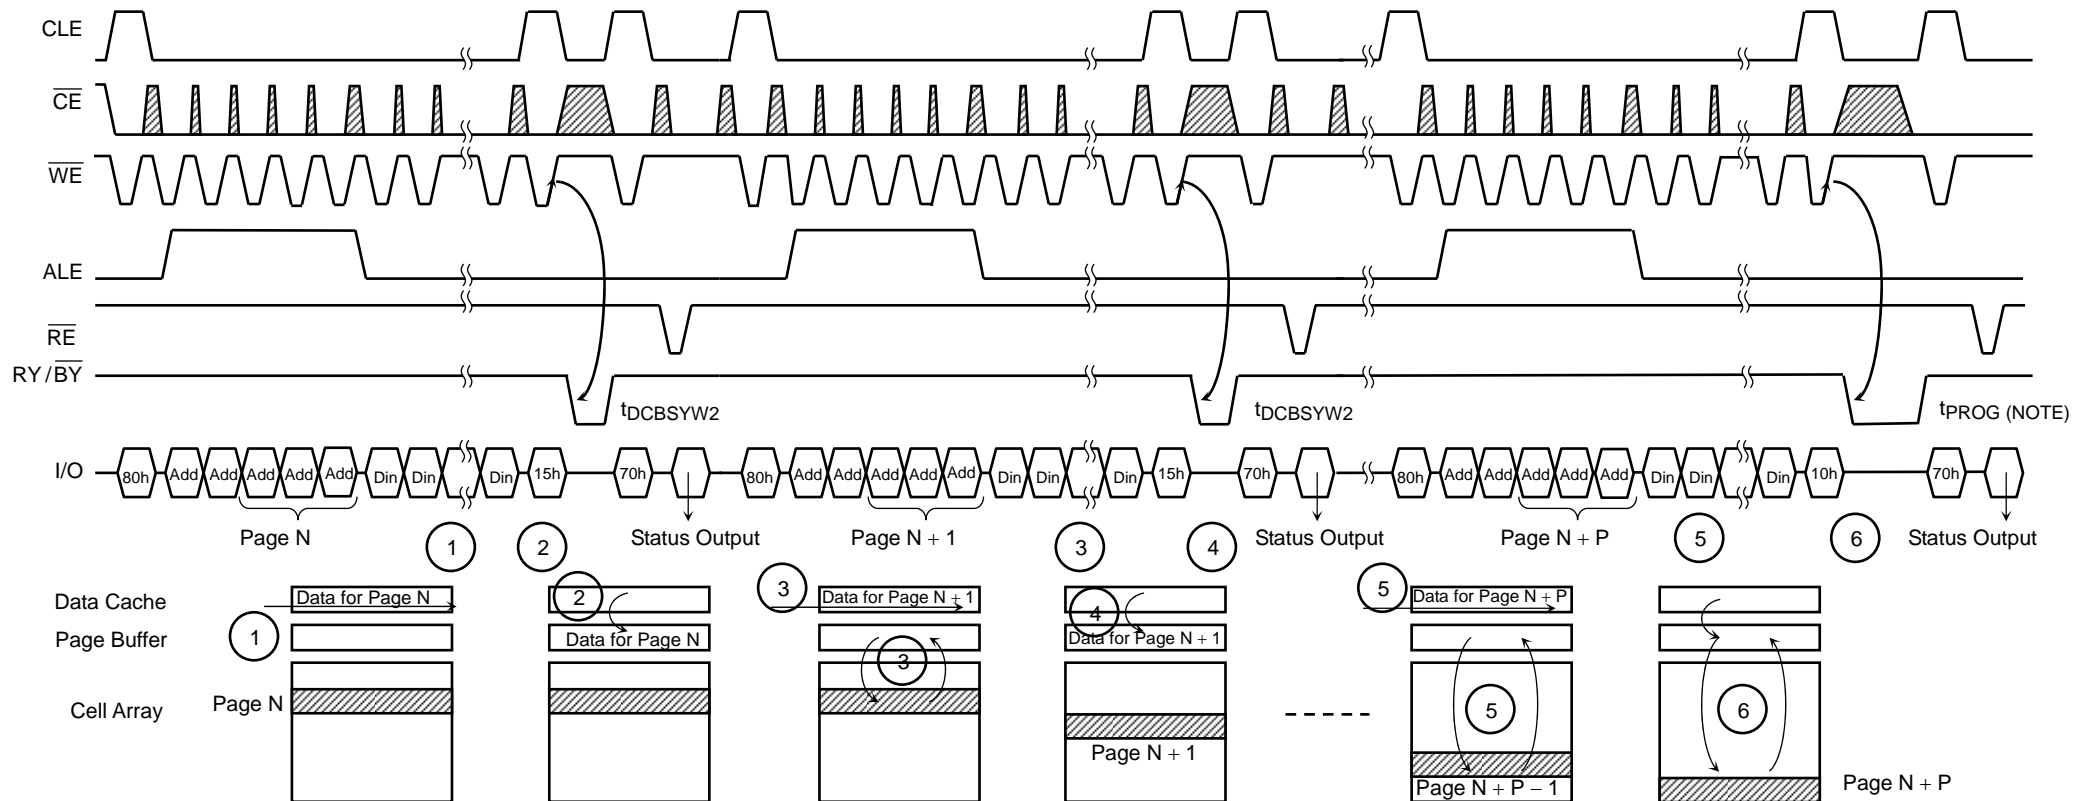 CLE
CE
WE
ALE
RE
RY/BY
tDCBSYW2
tDCBSYW2
tPROG (NOTE)
I/O
80h Add Add Add Add Add Din Din Din 15h 70h 80h Add Add Add Add Add Din Din Din 15h 70h 80h Add Add Add Add Add Din Din Din 10h 70h
Page N
1
2
Status Output
Page N + 1
3
4
Status Output
Page N + P
5
6
Status Output
Data Cache
Data for Page N
2
3
Data for Page N + 1
4
5
Data for Page N + P
Page Buffer
1
Data for Page N
3
Data for Page N + 1
Cell Array
Page N
5
6
Page N + 1
Page N + P − 1
Page N + P